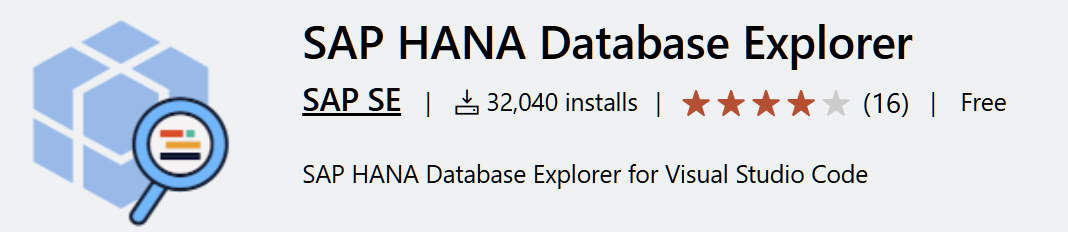 SAP HANA Database Explorer
SAP SE | 32,040 installs | (16) | Free
SAP HANA Database Explorer for Visual Studio Code